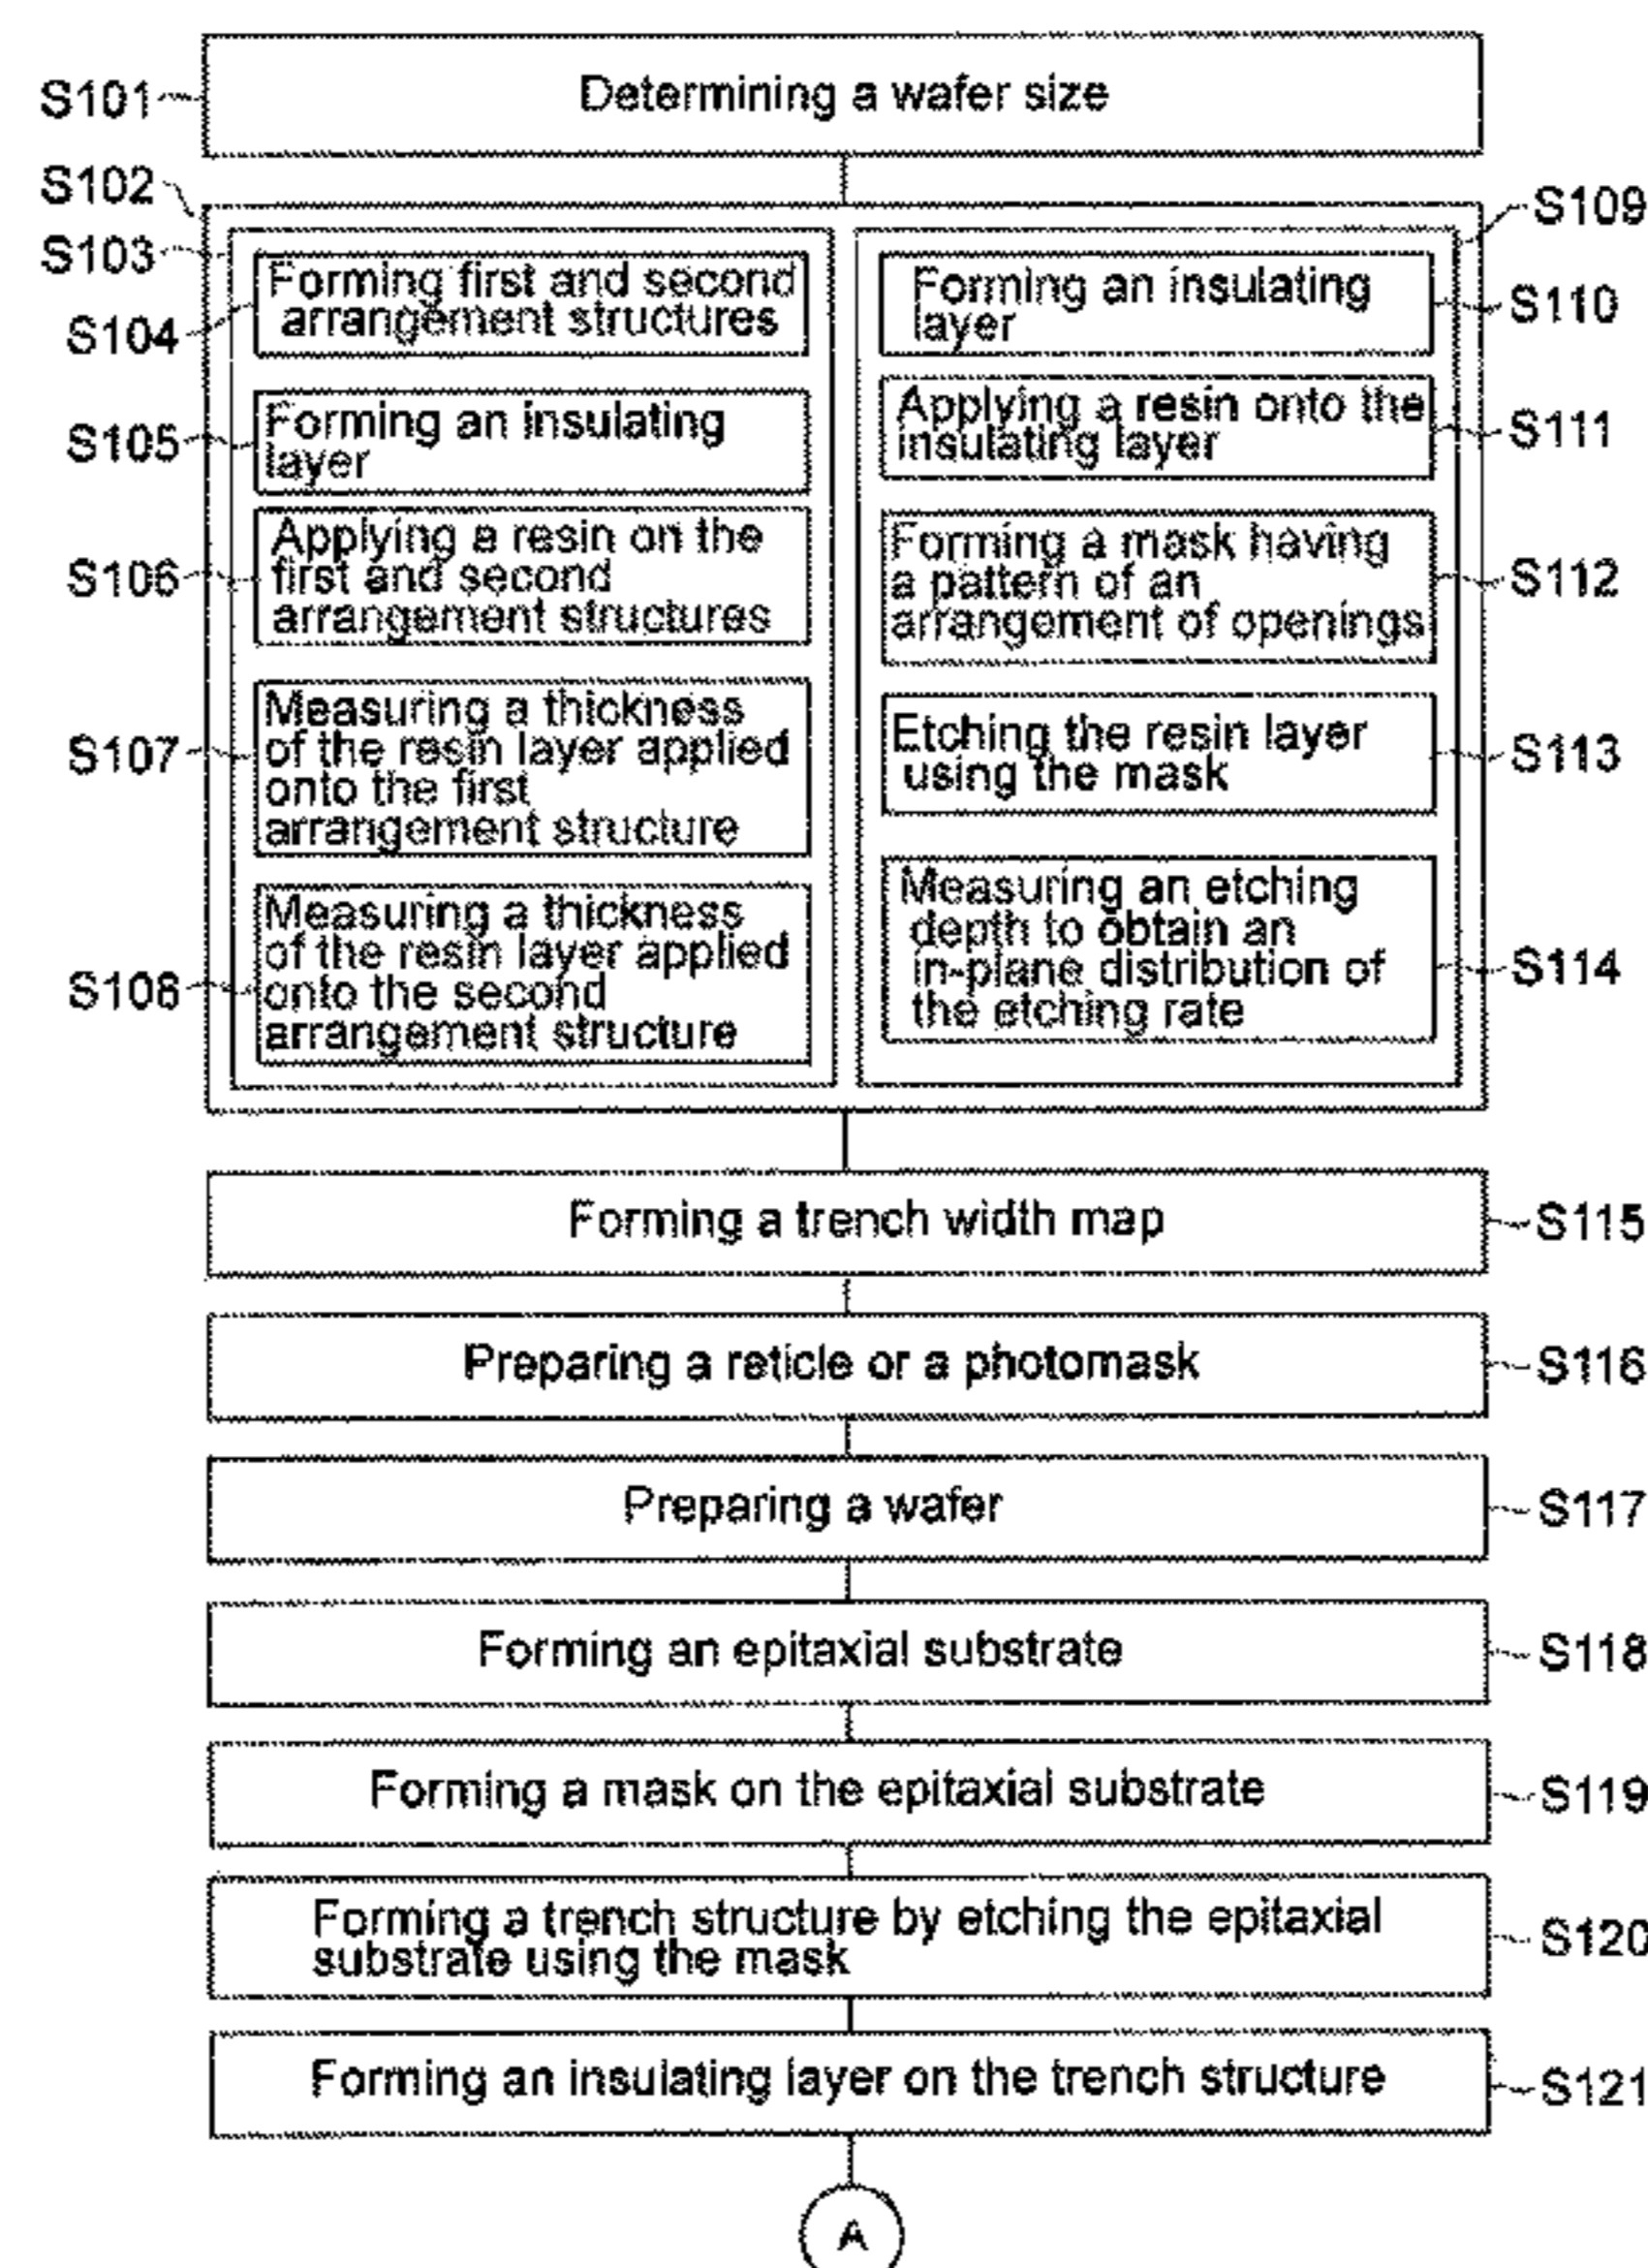 S101
Determining a wafer size
S102
S103
S104
Forming first and second
arrangement structures
S105
Forming an insulating
layer
S106
Applying a resin on the
first and second
arrangement structures
S107
Measuring a thickness
of the resin layer applied
onto the first
arrangement structure
S108
Measuring a thickness
of the resin layer applied
onto the second
arrangement structure
S109
Forming an insulating
layer
S110
Applying a resin onto the
insulating layer
S111
Forming a mask having
a pattern of an
arrangement of openings
S112
Etching the resin layer
using the mask
S113
Measuring an etching
depth to obtain an
in-plane distribution of
the etching rate
S114
Forming a trench width map
S115
Preparing a reticle or a photomask
S116
Preparing a wafer
S117
Forming an epitaxial substrate
S118
Forming a mask on the epitaxial substrate
S119
Forming a trench structure by etching the epitaxial
substrate using the mask
S120
Forming an insulating layer on the trench structure
S121
A